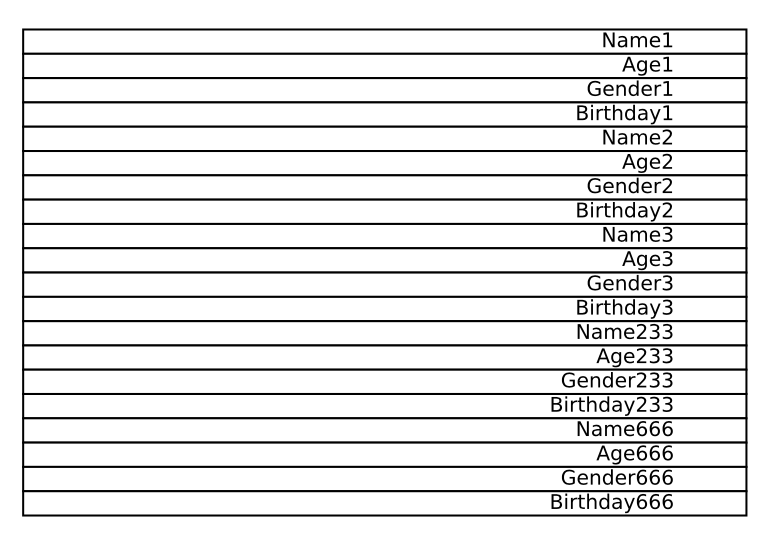 Name1
Age1
Gender1
Birthday1
Name2
Age2
Gender2
Birthday2
Name3
Age3
Gender3
Birthday3
Name233
Age233
Gender233
Birthday233
Name666
Age666
Gender666
Birthday666